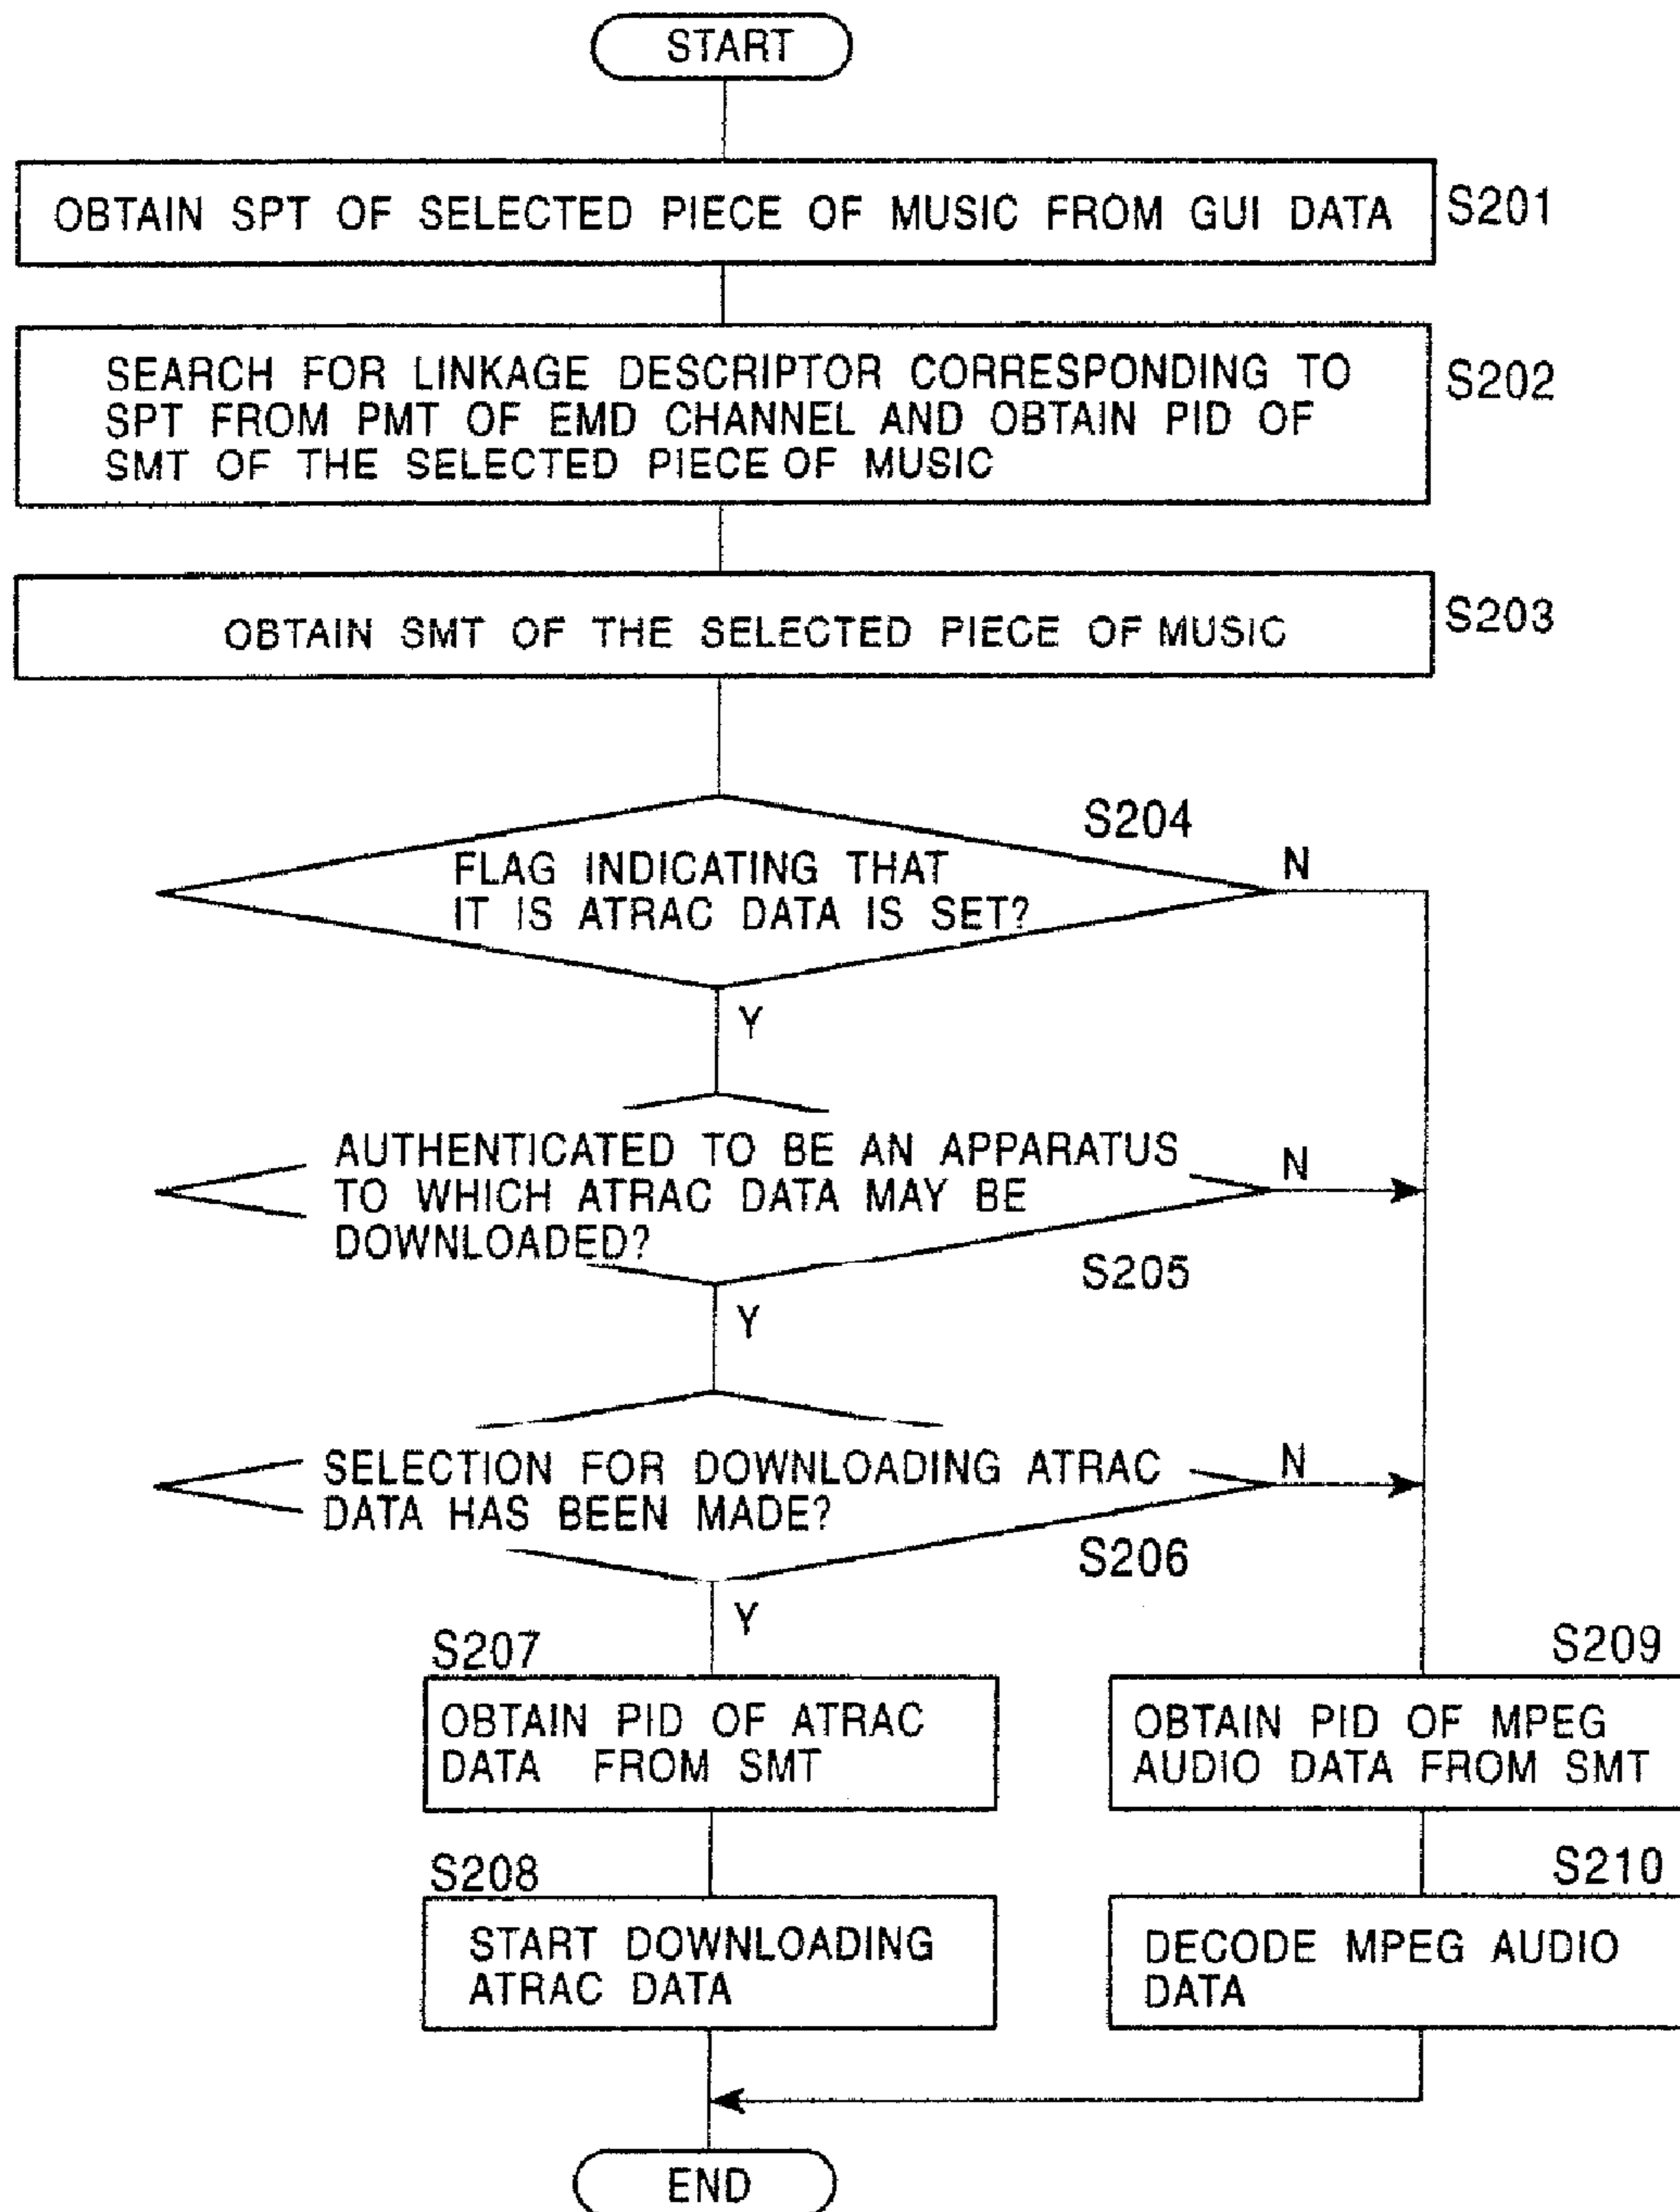 START
OBTAIN SPT OF SELECTED PIECE OF MUSIC FROM GUI DATA
S201
SEARCH FOR LINKAGE DESCRIPTOR CORRESPONDING TO
SPT FROM PMT OF EMD CHANNEL AND OBTAIN PID OF
SMT OF THE SELECTED PIECE OF MUSIC
S202
OBTAIN SMT OF THE SELECTED PIECE OF MUSIC
S203
S204
FLAG INDICATING THAT
IT IS ATRAC DATA IS SET?
N
Y
AUTHENTICATED TO BE AN APPARATUS
TO WHICH ATRAC DATA MAY BE
DOWNLOADED?
N
S205
Y
SELECTION FOR DOWNLOADING ATRAC
DATA HAS BEEN MADE?
N
S206
Y
S207
OBTAIN PID OF ATRAC
DATA FROM SMT
S209
OBTAIN PID OF MPEG
AUDIO DATA FROM SMT
S208
START DOWNLOADING
ATRAC DATA
S210
DECODE MPEG AUDIO
DATA
END